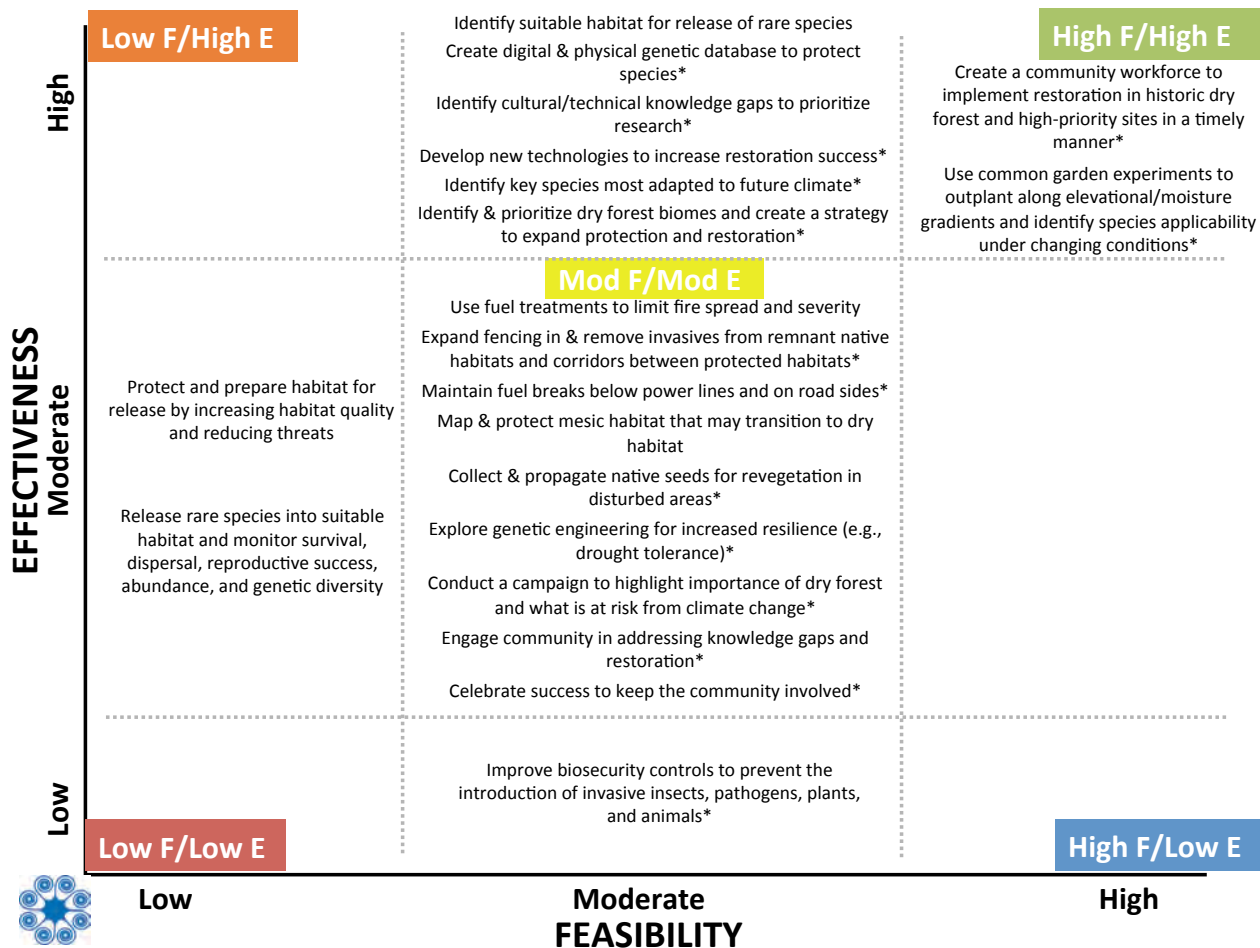 Low F/High E
Identify suitable habitat for release of rare species
Create digital & physical genetic database to protect
species*
Identify cultural/technical knowledge gaps to prioritize
research*
Develop new technologies to increase restoration success*
Identify key species most adapted to future climate*
Identify & prioritize dry forest biomes and create a strategy
to expand protection and restoration*
High F/High E
Create a community workforce to
implement restoration in historic dry
forest and high-priority sites in a timely
manner*
Use common garden experiments to
outplant along elevational/moisture
gradients and identify species applicability
under changing conditions*
High
EFFECTIVENESS
Moderate
Protect and prepare habitat for
release by increasing habitat quality
and reducing threats
Release rare species into suitable
habitat and monitor survival,
dispersal, reproductive success,
abundance, and genetic diversity
Mod F/Mod E
Use fuel treatments to limit fire spread and severity
Expand fencing in & remove invasives from remnant native
habitats and corridors between protected habitats*
Maintain fuel breaks below power lines and on road sides*
Map & protect mesic habitat that may transition to dry
habitat
Collect & propagate native seeds for revegetation in
disturbed areas*
Explore genetic engineering for increased resilience (e.g.,
drought tolerance)*
Conduct a campaign to highlight importance of dry forest
and what is at risk from climate change*
Engage community in addressing knowledge gaps and
restoration*
Celebrate success to keep the community involved*
Low
Improve biosecurity controls to prevent the
introduction of invasive insects, pathogens, plants,
and animals*
Low F/Low E
High F/Low E
Low
Moderate
High
FEASIBILITY